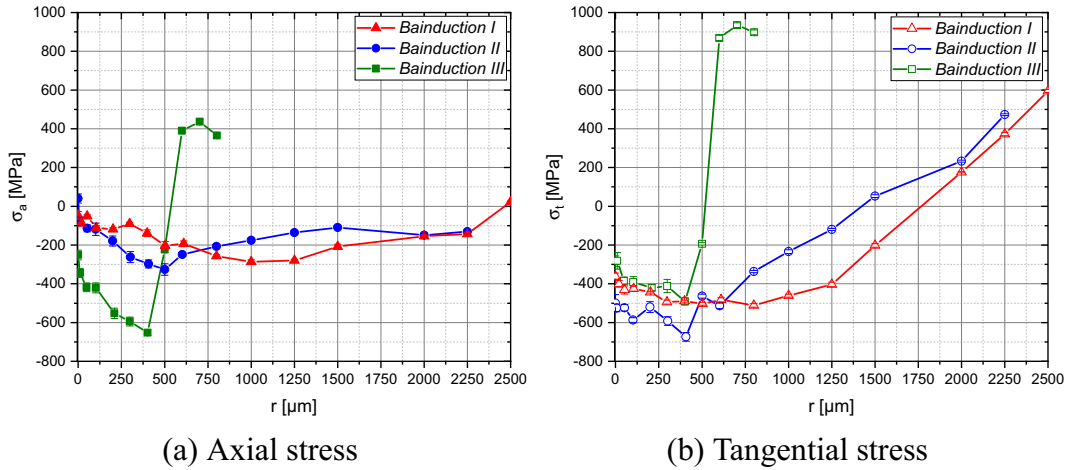 1000
800
600
400
200
0
-200
-400
-600
-800
σa [MPa]
Bainduction I
Bainduction II
Bainduction III
0 250 500 750 1000 1250 1500 1750 2000 2250 2500
r [µm]
(a) Axial stress
1000
800
600
400
200
0
-200
-400
-600
-800
σt [MPa]
Bainduction I
Bainduction II
Bainduction III
0 250 500 750 1000 1250 1500 1750 2000 2250 2500
r [µm]
(b) Tangential stress